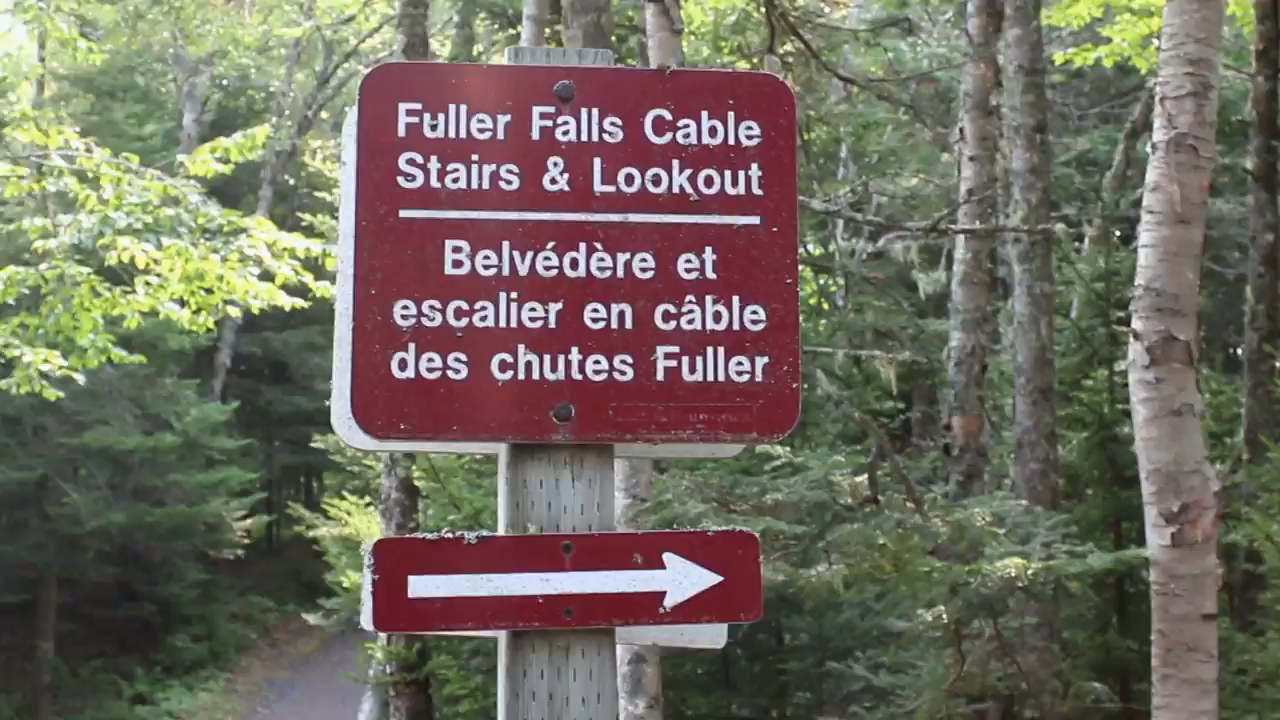 Fuller Falls Cable
Stairs & Lookout
Belvédère et
escalier en câble
des chutes Fuller